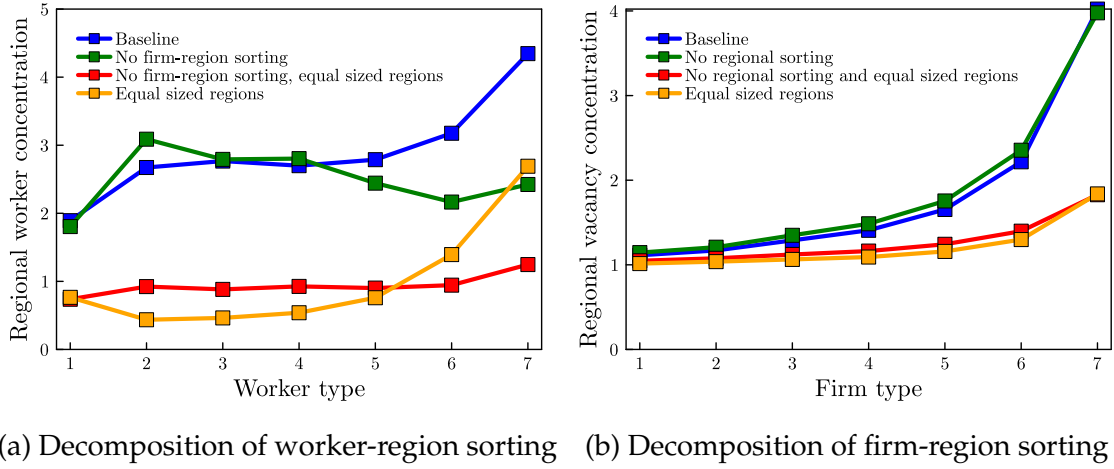 5
4
3
2
1
0
Regional worker concentration
Baseline
No firm-region sorting
No firm-region sorting, equal sized regions
Equal sized regions
1 2 3 4 5 6 7
Worker type
4
3
2
1
0
Regional vacancy concentration
Baseline
No regional sorting
No regional sorting and equal sized regions
Equal sized regions
1 2 3 4 5 6 7
Firm type
(a) Decomposition of worker-region sorting
(b) Decomposition of firm-region sorting